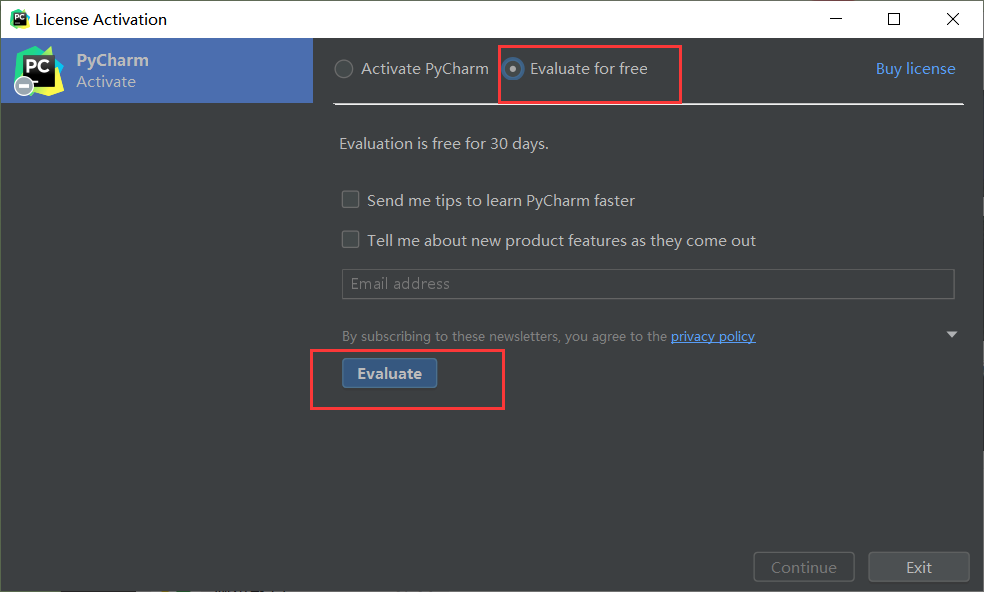 License Activation
PC
PyCharm
Activate
Activate PyCharm
Evaluate for free
Buy license
Evaluation is free for 30 days.
Send me tips to learn PyCharm faster
Tell me about new product features as they come out
Email address
By subscribing to these newsletters, you agree to the privacy policy
Evaluate
Continue
Exit